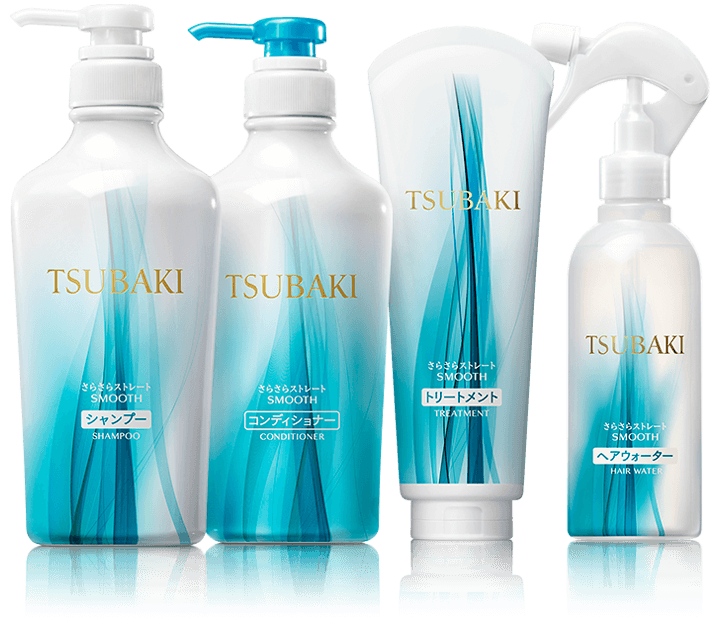 TSUBAKI
さらさらストレート
SMOOTH
シャンプー
SHAMPOO
TSUBAKI
さらさらストレート
SMOOTH
コンディショナー
CONDITIONER
TSUBAKI
さらさらストレート
SMOOTH
トリートメント
TREATMENT
TSUBAKI
さらさらストレート
SMOOTH
ヘアウォーター
HAIR WATER